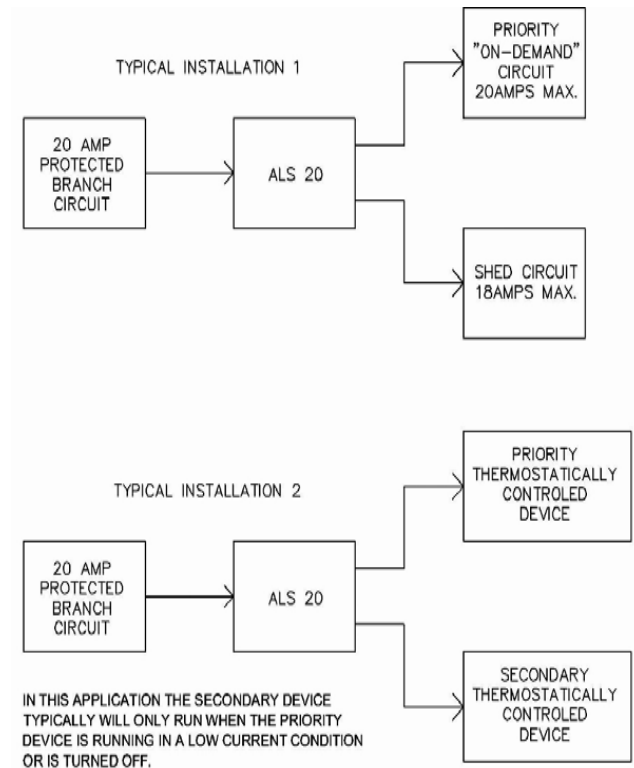 TYPICAL INSTALLATION 1
20 AMP
PROTECTED
BRANCH
CIRCUIT
ALS 20
PRIORITY
"ON-DEMAND"
CIRCUIT
20AMPS MAX.
SHED CIRCUIT
18AMPS MAX.
TYPICAL INSTALLATION 2
20 AMP
PROTECTED
BRANCH
CIRCUIT
ALS 20
PRIORITY
THERMOSTATICALLY
CONTROLED
DEVICE
SECONDARY
THERMOSTATICALLY
CONTROLED
DEVICE
IN THIS APPLICATION THE SECONDARY DEVICE
TYPICALLY WILL ONLY RUN WHEN THE PRIORITY
DEVICE IS RUNNING IN A LOW CURRENT CONDITION
OR IS TURNED OFF.